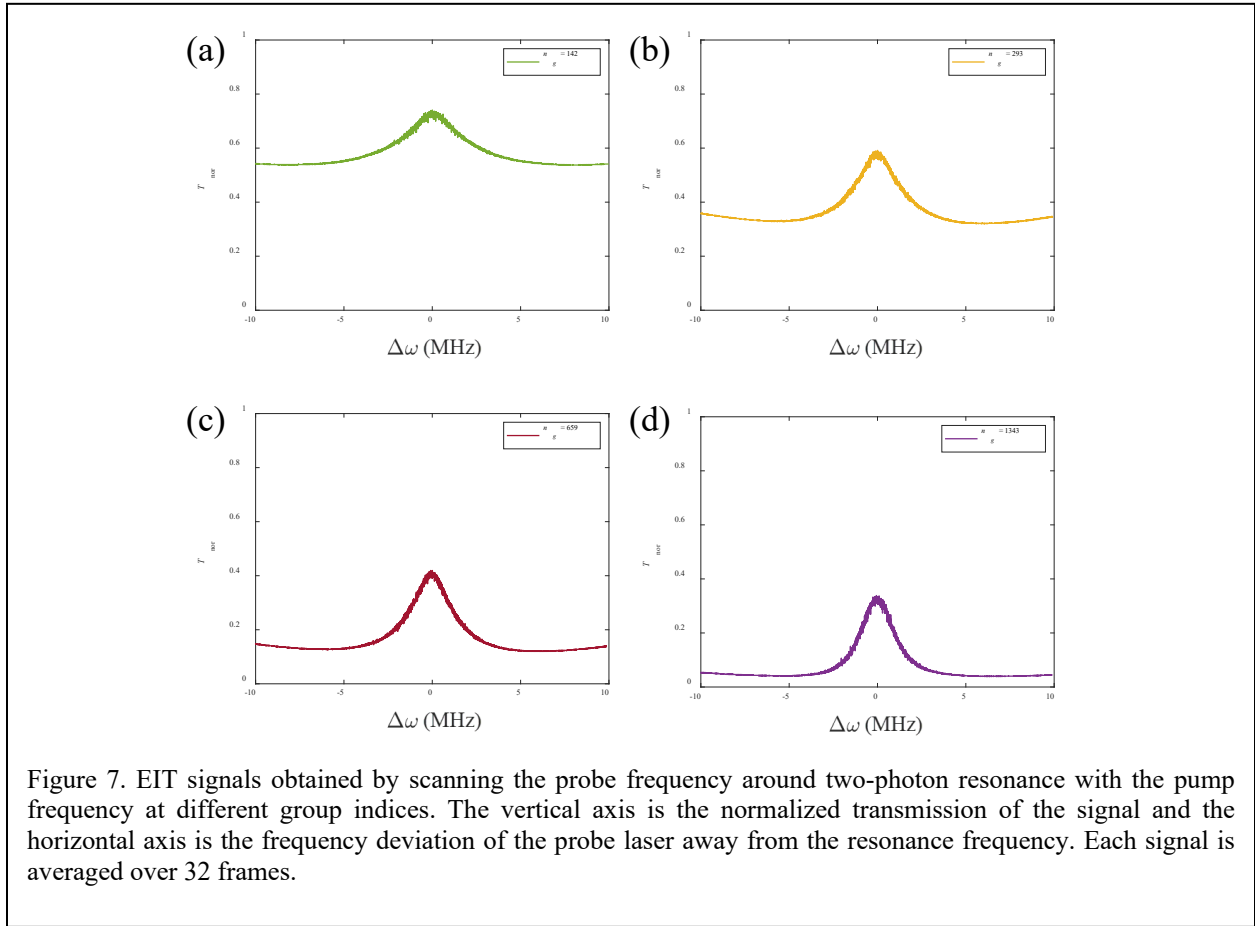 (a)
n g = 142
1
0.8
0.6
0.4
0.2
0
T nor
-10 -5 0 5 10
Δω (MHz)
(b)
n g = 293
1
0.8
0.6
0.4
0.2
0
T nor
-10 -5 0 5 10
Δω (MHz)
(c)
n g = 659
1
0.8
0.6
0.4
0.2
0
T nor
-10 -5 0 5 10
Δω (MHz)
(d)
n g = 1343
1
0.8
0.6
0.4
0.2
0
T nor
-10 -5 0 5 10
Δω (MHz)
Figure 7. EIT signals obtained by scanning the probe frequency around two-photon resonance with the pump
frequency at different group indices. The vertical axis is the normalized transmission of the signal and the
horizontal axis is the frequency deviation of the probe laser away from the resonance frequency. Each signal is
averaged over 32 frames.